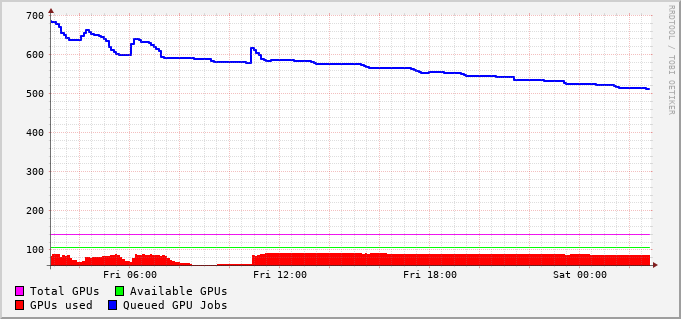 700
RRDTOOL / TOBI OETIKER
600
500
400
300
200
100
Fri 06:00 Fri 12:00 Fri 18:00 Sat 00:00
Total GPUs Available GPUs
GPUs used Queued GPU Jobs